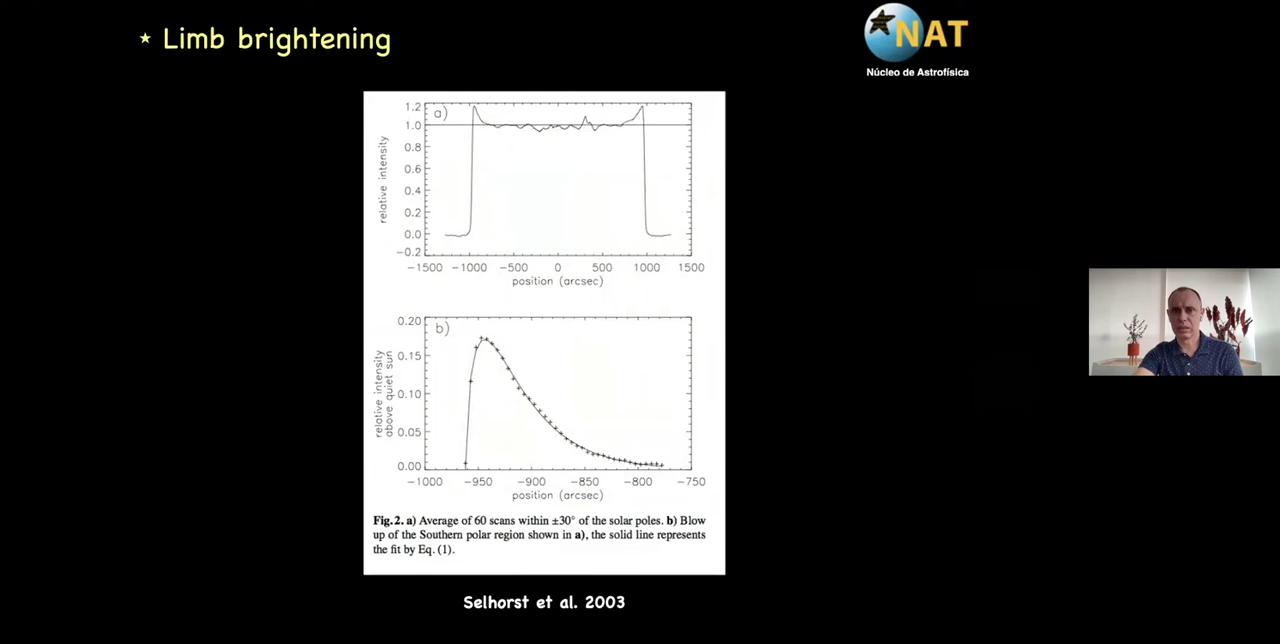 ★ Limb brightening
NAT
Núcleo de Astrofísica
a)
1.2
1.0
0.8
0.6
0.4
0.2
0.0
−0.2
relative intensity
−1500 −1000 −500 0 500 1000 1500
position (arcsec)
b)
0.20
0.15
0.10
0.05
0.00
relative intensity
above quiet sun
−1000 −950 −900 −850 −800 −750
position (arcsec)
Fig. 2. a) Average of 60 scans within ±30° of the solar poles. b) Blow
up of the Southern polar region shown in a), the solid line represents
the fit by Eq. (1).
Selhorst et al. 2003